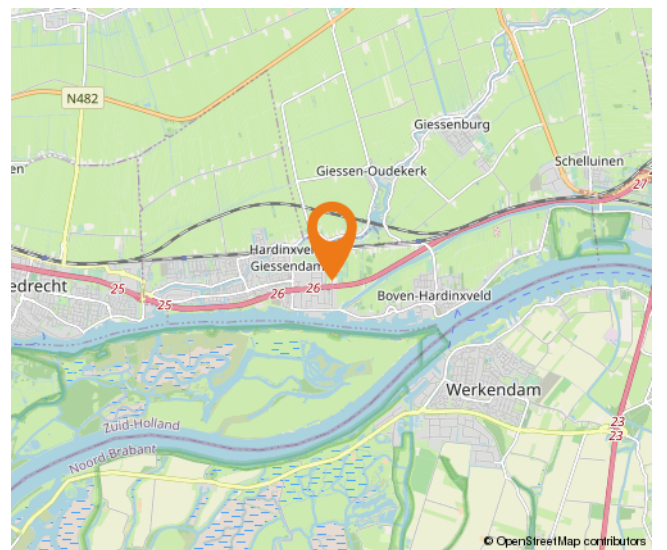 N482
Giessenburg
Schelluinen
Giessen-Oudekerk
en
27
Hardinxveld
Giessendam
edrecht
25
25
26
26
Boven-Hardinxveld
Werkendam
Zuid-Holland
Noord-Brabant
23
23
© OpenStreetMap contributors